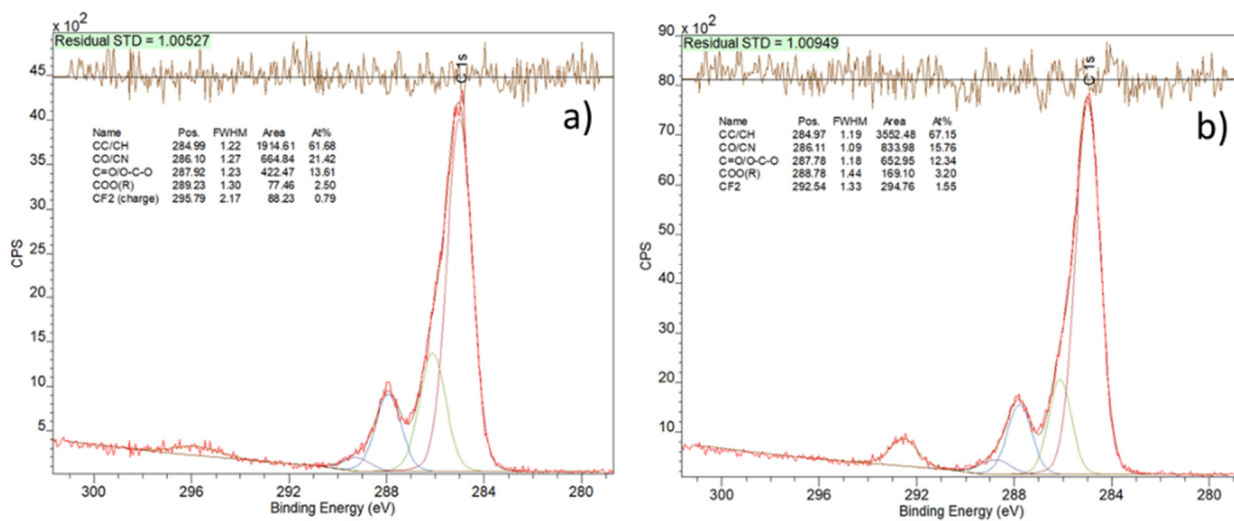 x 10²
Residual STD = 1.00527
C 1s
a)
Name Pos. FWHM Area At%
CC/CH 284.99 1.22 1914.61 61.68
CO/CN 286.10 1.27 664.84 21.42
C=O/O-C-O 287.92 1.23 422.47 13.61
COO(R) 289.23 1.30 77.46 2.50
CF2 (charge) 295.79 2.17 88.23 0.79
45
40
35
30
25
20
15
10
5
CPS
300 296 292 288 284 280
Binding Energy (eV)
x 10²
Residual STD = 1.00949
C 1s
b)
Name Pos. FWHM Area At%
CC/CH 284.97 1.19 3552.48 67.15
CO/CN 286.11 1.09 833.98 15.76
C=O/O-C-O 287.78 1.18 652.95 12.34
COO(R) 288.78 1.44 169.10 3.20
CF2 292.54 1.33 294.76 1.55
90
80
70
60
50
40
30
20
10
CPS
300 296 292 288 284 280
Binding Energy (eV)